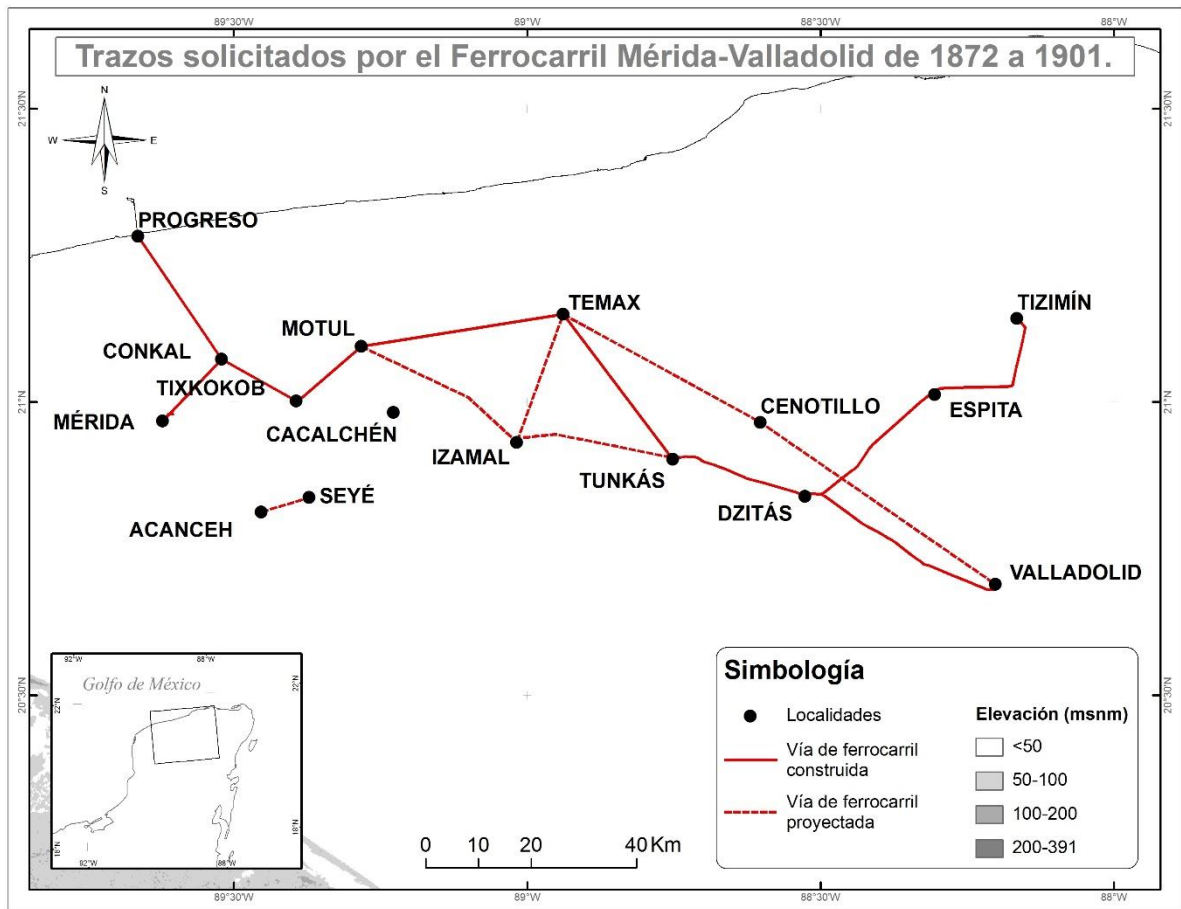 Trazos solicitados por el Ferrocarril Mérida-Valladolid de 1872 a 1901.
89°30'W
89°W
88°30'W
88°W
21°30'N
21°30'N
N
W
E
S
PROGRESO
TEMAX
TIZIMÍN
MOTUL
CONKAL
TIXKOKOB
21°N
21°N
MÉRIDA
CACALCHÉN
CENOTILLO
ESPITA
IZAMAL
TUNKÁS
SEYÉ
DZITÁS
ACANCEH
VALLADOLID
92°W
88°W
Golfo de México
22°N
22°N
18°N
18°N
92°W
88°W
20°30'N
20°30'N
Simbología
Localidades
Vía de ferrocarril
construida
Vía de ferrocarril
proyectada
Elevación (msnm)
<50
50-100
100-200
200-391
0 10 20 40 Km
89°30'W
89°W
88°30'W
88°W